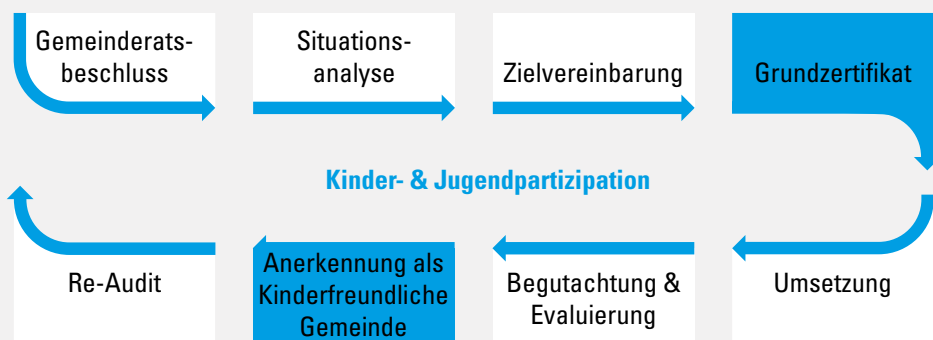 Gemeinderats-
beschluss
Situations-
analyse
Zielvereinbarung
Grundzertifikat
Kinder- & Jugendpartizipation
Re-Audit
Anerkennung als
Kinderfreundliche
Gemeinde
Begutachtung &
Evaluierung
Umsetzung